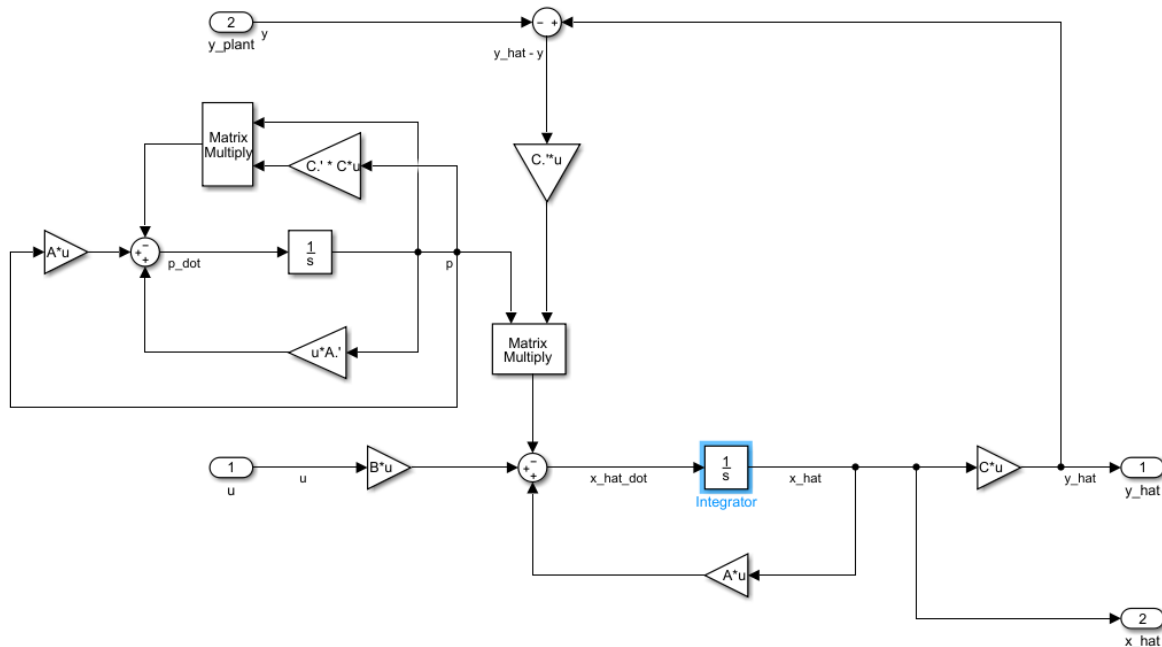 2
y_plant
y
− +
y_hat - y
Matrix
Multiply
C.' * C*u
C.'*u
A*u
−
+
+
p_dot
1
s
p
u*A.'
Matrix
Multiply
1
u
u
B*u
−
+
+
x_hat_dot
1
s
Integrator
x_hat
C*u
y_hat
1
y_hat
A*u
2
x_hat